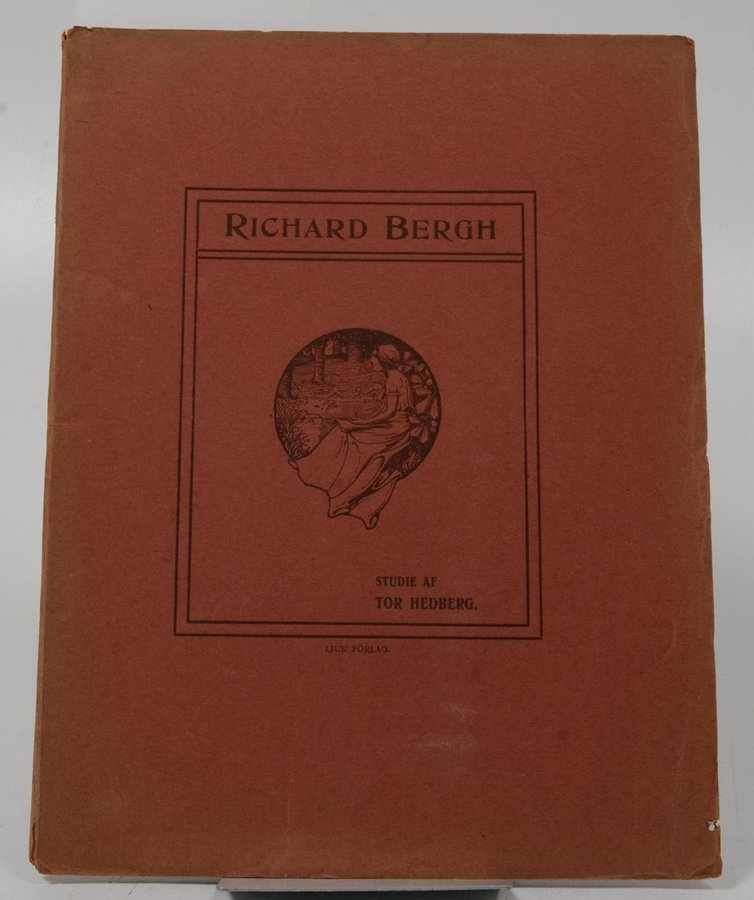 RICHARD BERGH
STUDIE AF
TOR HEDBERG.
LJUS' FÖRLAG.